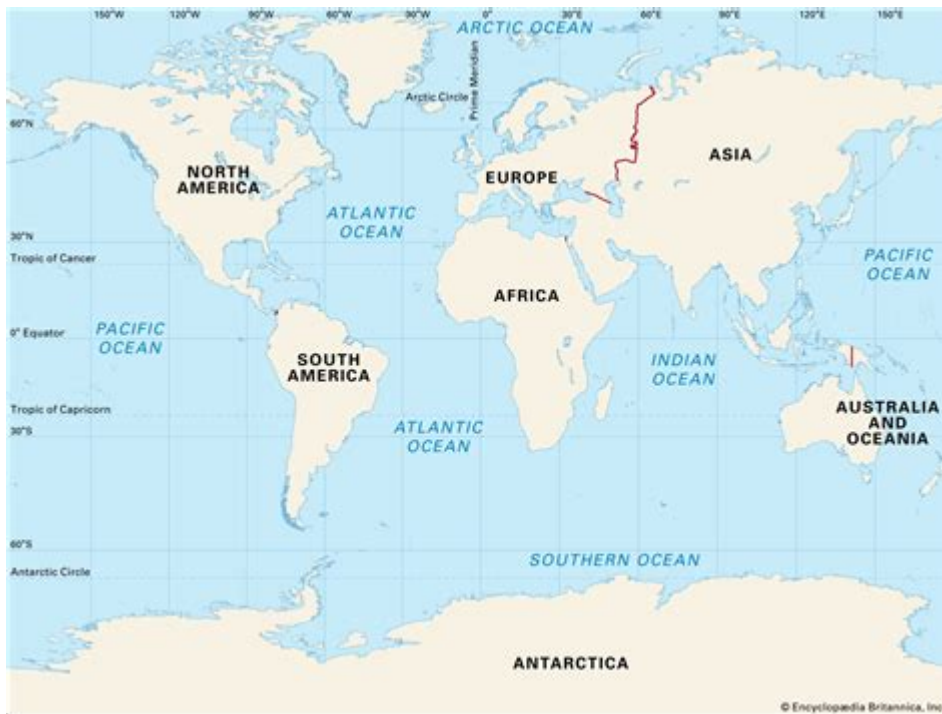 150°W
120°W
90°W
60°W
30°W
0°
30°E
60°E
90°E
120°E
150°E
ARCTIC OCEAN
Prime Meridian
Arctic Circle
60°N
NORTH
AMERICA
EUROPE
ASIA
ATLANTIC
OCEAN
30°N
Tropic of Cancer
PACIFIC
OCEAN
AFRICA
0° Equator
PACIFIC
OCEAN
SOUTH
AMERICA
INDIAN
OCEAN
Tropic of Capricorn
30°S
ATLANTIC
OCEAN
AUSTRALIA
AND
OCEANIA
60°S
SOUTHERN OCEAN
Antarctic Circle
ANTARCTICA
© Encyclopædia Britannica, Inc